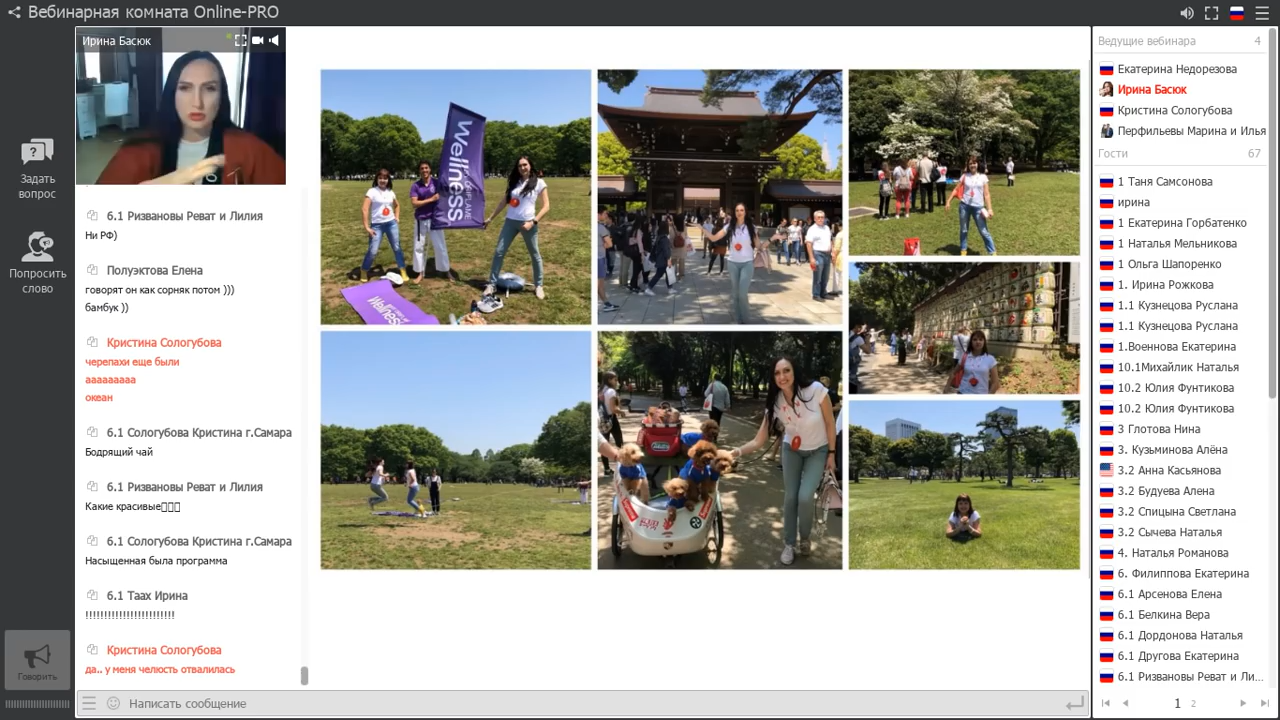 Вебинарная комната Online-PRO
Задать
вопрос
Попросить
слово
Говорить
Ирина Басюк
6.1 Ризвановы Реват и Лилия
Ни РФ)
Полуэктова Елена
говорят он как сорняк потом )))
бамбук ))
Кристина Сологубова
черепахи еще были
ааааааааа
океан
6.1 Сологубова Кристина г.Самара
Бодрящий чай
6.1 Ризвановы Реват и Лилия
Какие красивые
6.1 Сологубова Кристина г.Самара
Насыщенная была программа
6.1 Таах Ирина
!!!!!!!!!!!!!!!!!!!!!!!!
Кристина Сологубова
да.. у меня челюсть отвалилась
Написать сообщение
Wellness
Wellness
Ведущие вебинара 4
Екатерина Недорезова
Ирина Басюк
Кристина Сологубова
Перфильевы Марина и Илья
Гости 67
1 Таня Самсонова
ирина
1 Екатерина Горбатенко
1 Наталья Мельникова
1 Ольга Шапоренко
1. Ирина Рожкова
1.1 Кузнецова Руслана
1.1 Кузнецова Руслана
1.Военнова Екатерина
10.1Михайлик Наталья
10.2 Юлия Фунтикова
10.2 Юлия Фунтикова
3 Глотова Нина
3. Кузьминова Алёна
3.2 Анна Касьянова
3.2 Будуева Алена
3.2 Спицына Светлана
3.2 Сычева Наталья
4. Наталья Романова
6. Филиппова Екатерина
6.1 Арсенова Елена
6.1 Белкина Вера
6.1 Дордонова Наталья
6.1 Другова Екатерина
6.1 Ризвановы Реват и Ли...
1 2